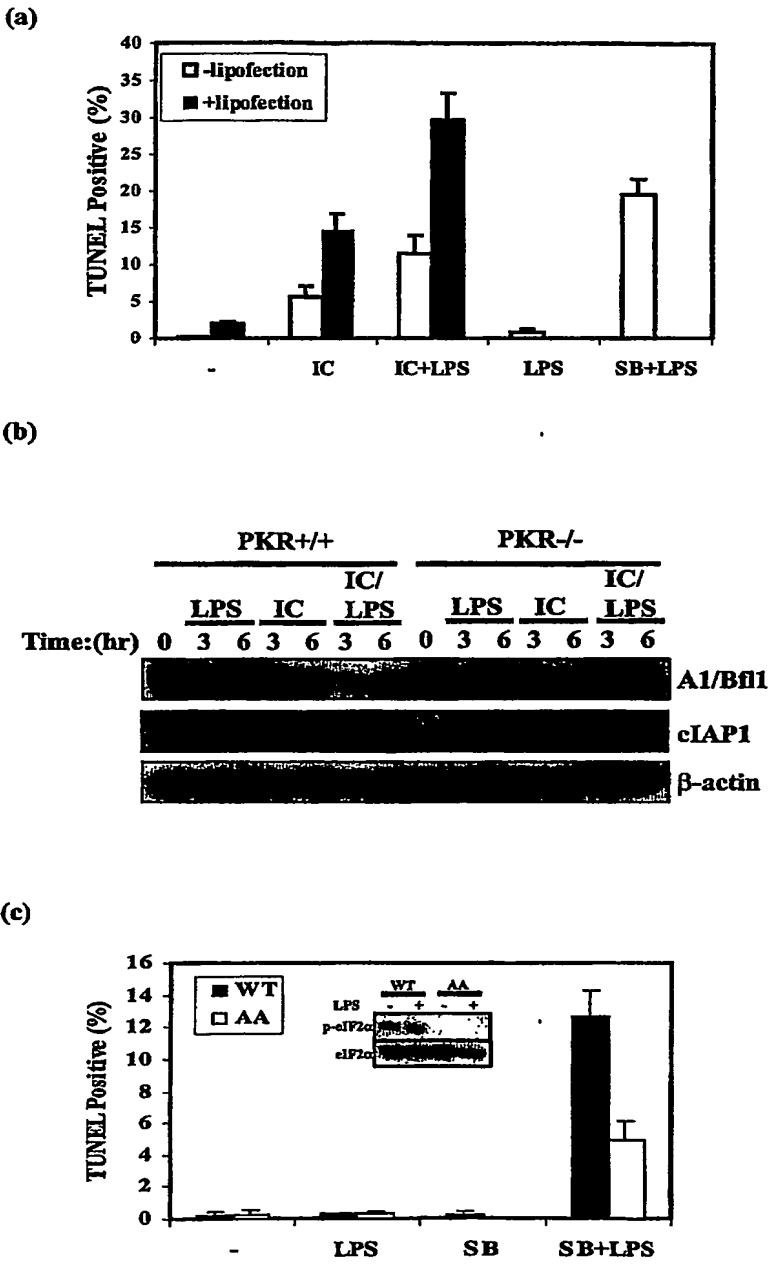 (a)
40
35
30
25
20
15
10
5
0
TUNEL Positive (%)
-lipofection
+lipofection
- IC IC+LPS LPS SB+LPS
(b)
PKR+/+ PKR-/-
IC/ IC/
LPS IC LPS LPS IC LPS
Time:(hr) 0 3 6 3 6 3 6 0 3 6 3 6 3 6
A1/Bfl1
cIAP1
β-actin
(c)
16
14
12
10
8
6
4
2
0
TUNEL Positive (%)
WT
AA
WT AA
LPS - + - +
p-eIF2α
eIF2α
- LPS SB SB+LPS